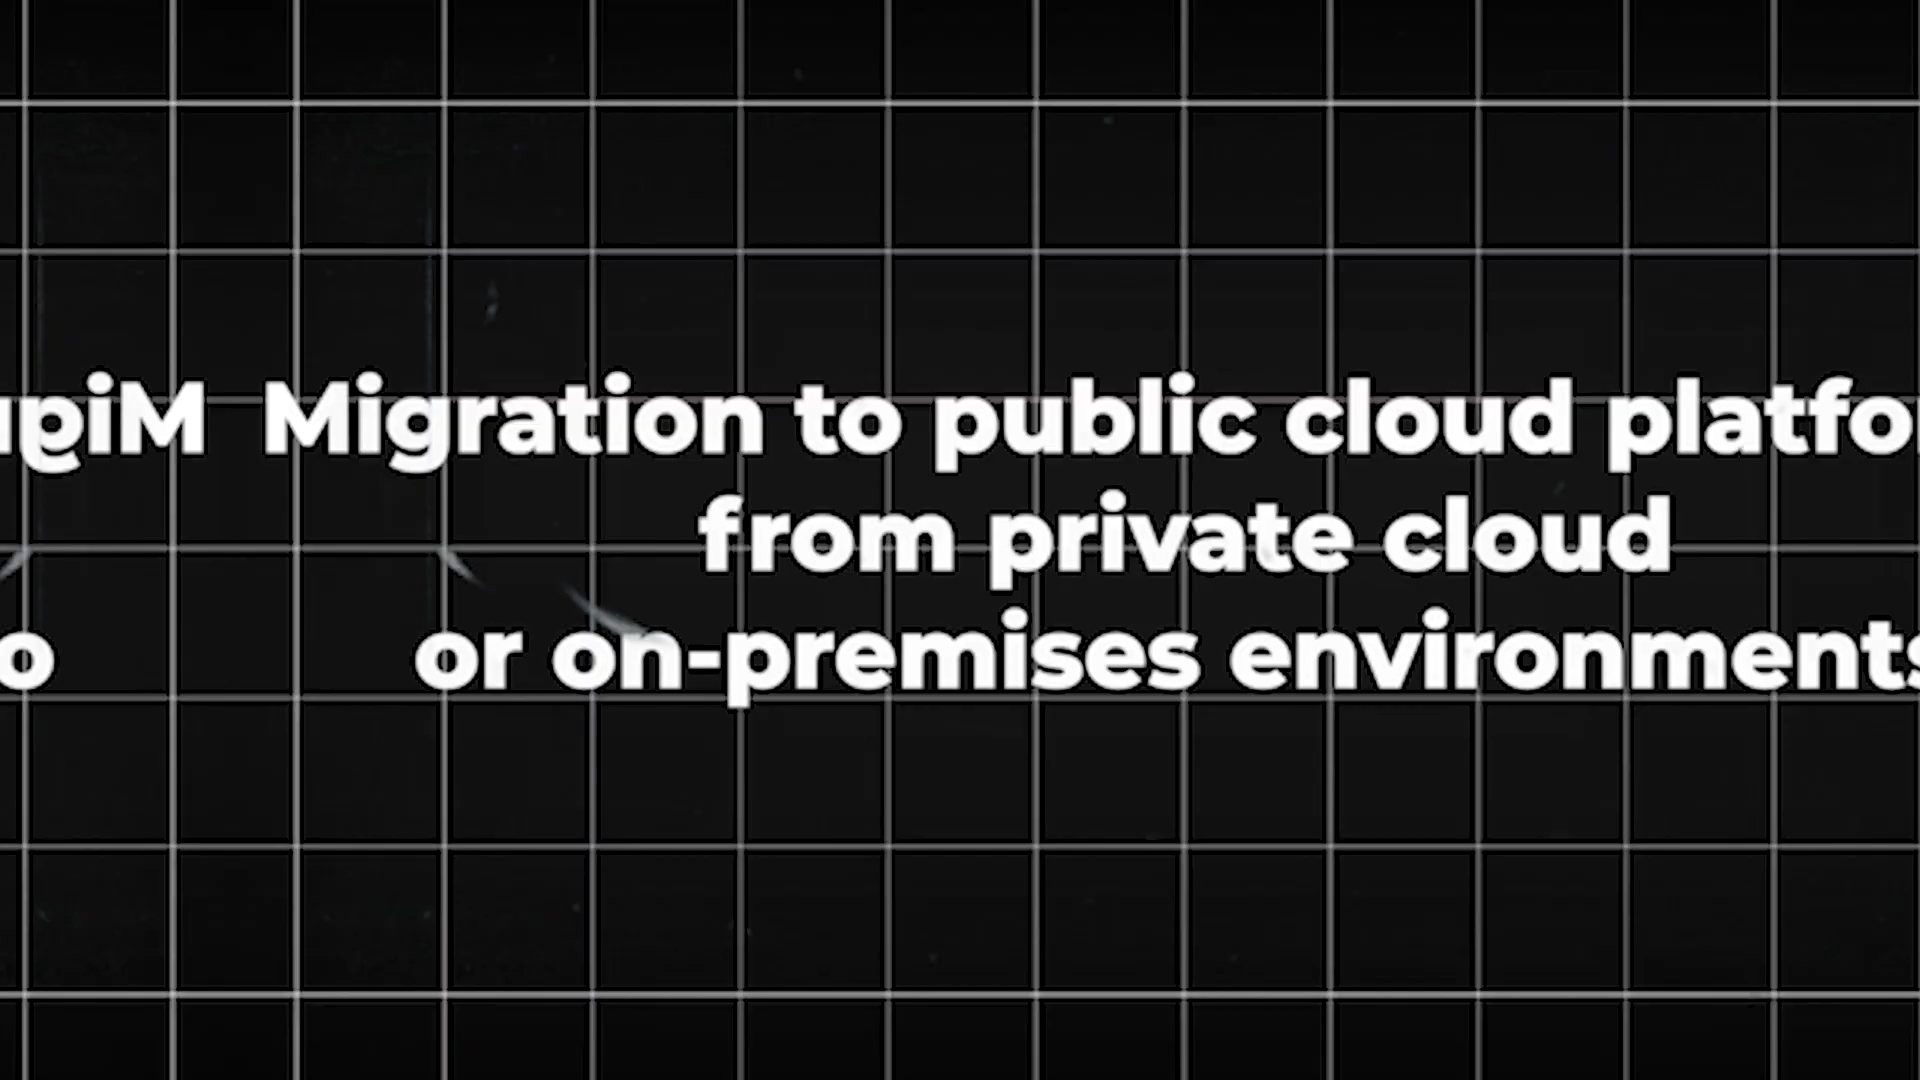 Migration to public cloud platfo
from private cloud
or on-premises environments